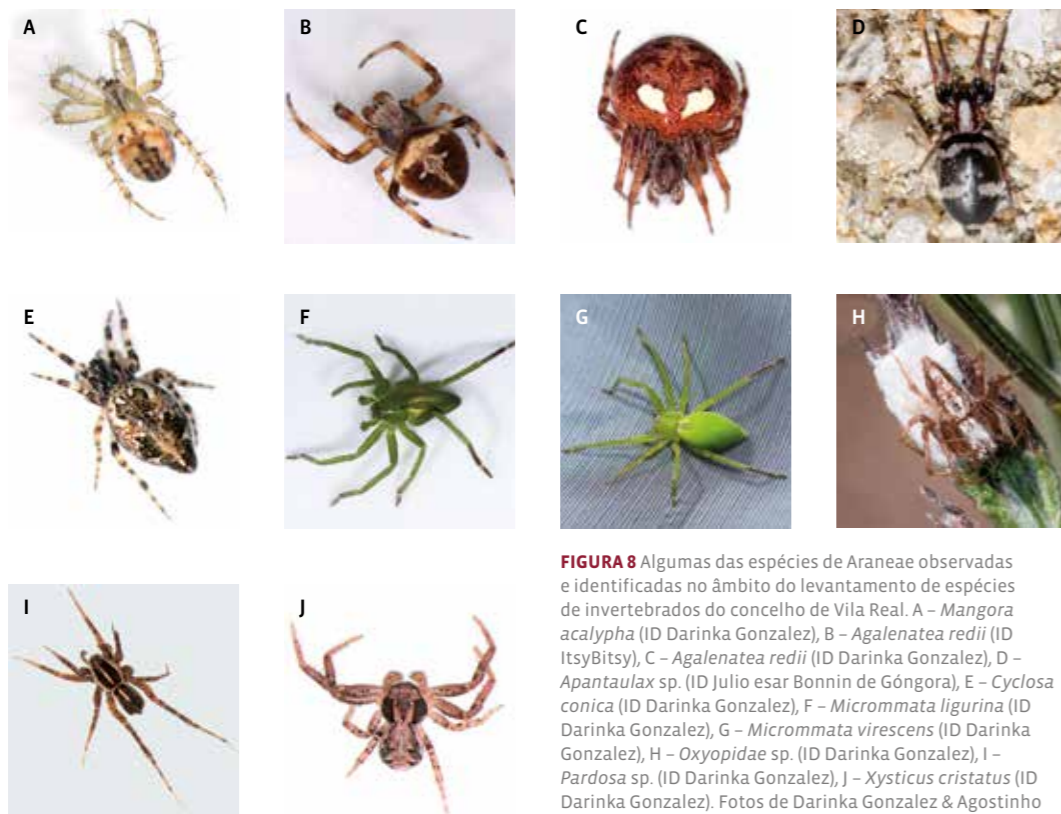 A
B
C
D
E
F
G
H
I
J
FIGURA 8 Algumas das espécies de Araneae observadas
e identificadas no âmbito do levantamento de espécies
de invertebrados do concelho de Vila Real. A – Mangora
acalypha (ID Darinka Gonzalez), B – Agalenatea redii (ID
ItsyBitsy), C – Agalenatea redii (ID Darinka Gonzalez), D –
Apantaulax sp. (ID Julio esar Bonnin de Góngora), E – Cyclosa
conica (ID Darinka Gonzalez), F – Micrommata ligurina (ID
Darinka Gonzalez), G – Micrommata virescens (ID Darinka
Gonzalez), H – Oxyopidae sp. (ID Darinka Gonzalez), I –
Pardosa sp. (ID Darinka Gonzalez), J – Xysticus cristatus (ID
Darinka Gonzalez). Fotos de Darinka Gonzalez & Agostinho